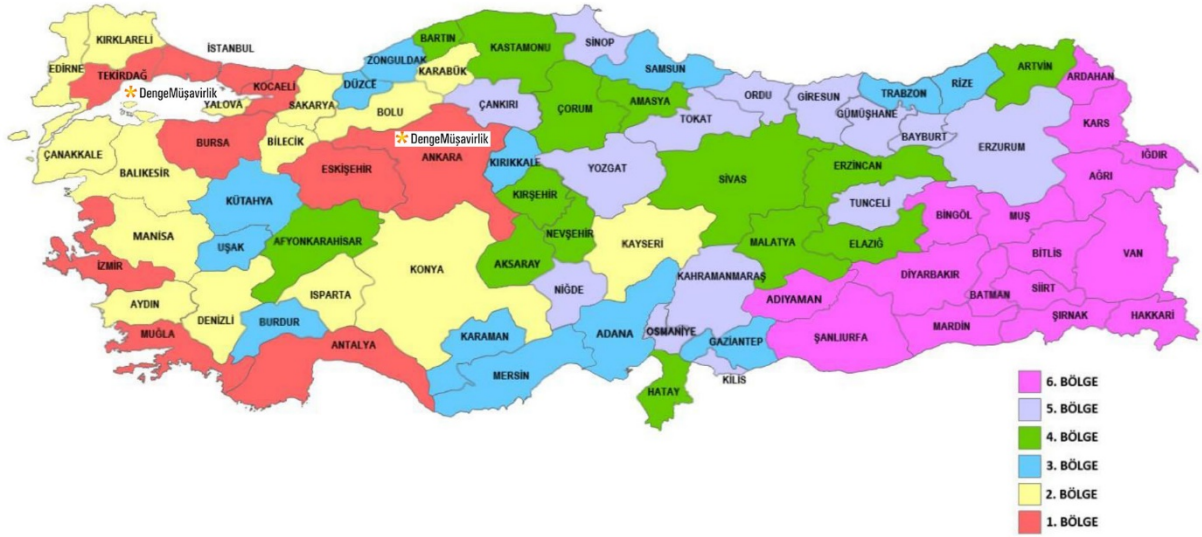 KIRKLARELİ
EDİRNE
TEKİRDAĞ
İSTANBUL
KOCAELİ
DengeMüşavirlik
YALOVA
SAKARYA
DÜZCE
ZONGULDAK
BARTIN
KARABÜK
KASTAMONU
SİNOP
SAMSUN
BOLU
ÇANKIRI
ÇORUM
AMASYA
ORDU
TOKAT
GİRESUN
GÜMÜŞHANE
TRABZON
RİZE
ARTVİN
ARDAHAN
KARS
BAYBURT
ERZURUM
IĞDIR
AĞRI
ÇANAKKALE
BALIKESİR
BURSA
BİLECİK
ESKİŞEHİR
DengeMüşavirlik
ANKARA
KIRIKKALE
YOZGAT
SİVAS
ERZİNCAN
TUNCELİ
BİNGÖL
MUŞ
KÜTAHYA
KIRŞEHİR
MANİSA
UŞAK
AFYONKARAHİSAR
NEVŞEHİR
KAYSERİ
MALATYA
ELAZIĞ
BİTLİS
VAN
İZMİR
KONYA
AKSARAY
KAHRAMANMARAŞ
DİYARBAKIR
BATMAN
SİİRT
AYDIN
DENİZLİ
ISPARTA
NİĞDE
ADIYAMAN
ŞIRNAK
HAKKARİ
MUĞLA
BURDUR
ANTALYA
KARAMAN
MERSİN
ADANA
OSMANİYE
GAZİANTEP
ŞANLIURFA
MARDİN
KİLİS
HATAY
6. BÖLGE
5. BÖLGE
4. BÖLGE
3. BÖLGE
2. BÖLGE
1. BÖLGE